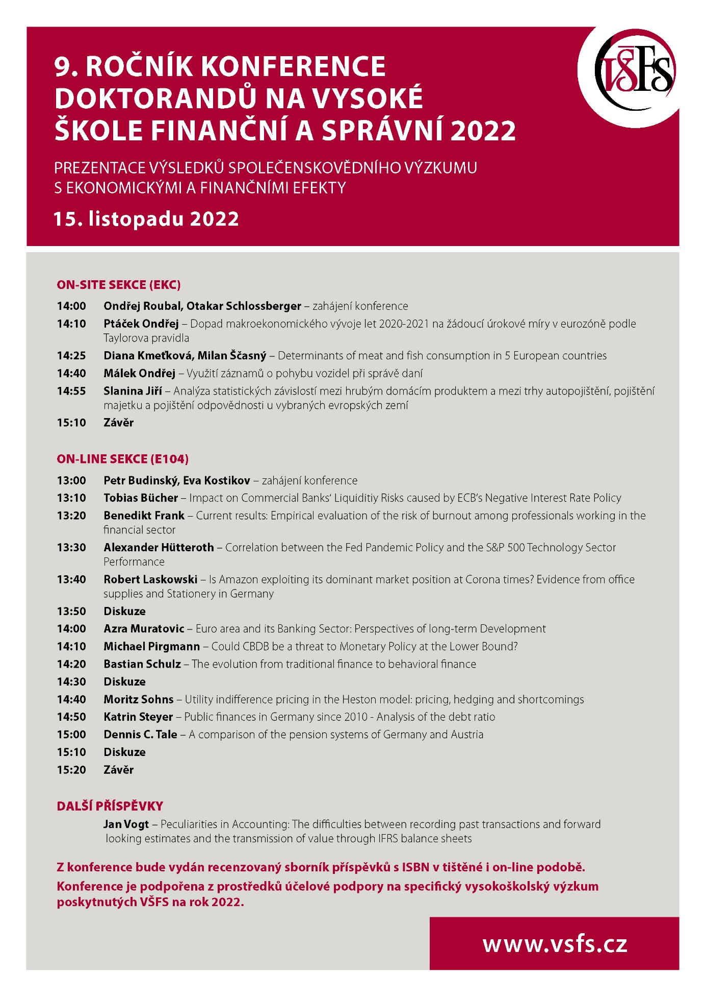 9. ROČNÍK KONFERENCE
DOKTORANDŮ NA VYSOKÉ
ŠKOLE FINANČNÍ A SPRÁVNÍ 2022
VŠFS
PREZENTACE VÝSLEDKŮ SPOLEČENSKOVĚDNÍHO VÝZKUMU
S EKONOMICKÝMI A FINANČNÍMI EFEKTY
15. listopadu 2022
ON-SITE SEKCE (EKC)
14:00 Ondřej Roubal, Otakar Schlossberger – zahájení konference
14:10 Ptáček Ondřej – Dopad makroekonomického vývoje let 2020-2021 na žádoucí úrokové míry v eurozóně podle
Taylorova pravidla
14:25 Diana Kmeťková, Milan Ščasný – Determinants of meat and fish consumption in 5 European countries
14:40 Málek Ondřej – Využití záznamů o pohybu vozidel při správě daní
14:55 Slanina Jiří – Analýza statistických závislostí mezi hrubým domácím produktem a mezi trhy autopojištění, pojištění
majetku a pojištění odpovědnosti u vybraných evropských zemí
15:10 Závěr
ON-LINE SEKCE (E104)
13:00 Petr Budinský, Eva Kostikov – zahájení konference
13:10 Tobias Bücher – Impact on Commercial Banks‘ Liquiditiy Risks caused by ECB‘s Negative Interest Rate Policy
13:20 Benedikt Frank – Current results: Empirical evaluation of the risk of burnout among professionals working in the
financial sector
13:30 Alexander Hütteroth – Correlation between the Fed Pandemic Policy and the S&P 500 Technology Sector
Performance
13:40 Robert Laskowski – Is Amazon exploiting its dominant market position at Corona times? Evidence from office
supplies and Stationery in Germany
13:50 Diskuze
14:00 Azra Muratovic – Euro area and its Banking Sector: Perspectives of long-term Development
14:10 Michael Pirgmann – Could CBDB be a threat to Monetary Policy at the Lower Bound?
14:20 Bastian Schulz – The evolution from traditional finance to behavioral finance
14:30 Diskuze
14:40 Moritz Sohns – Utility indifference pricing in the Heston model: pricing, hedging and shortcomings
14:50 Katrin Steyer – Public finances in Germany since 2010 - Analysis of the debt ratio
15:00 Dennis C. Tale – A comparison of the pension systems of Germany and Austria
15:10 Diskuze
15:20 Závěr
DALŠÍ PŘÍSPĚVKY
Jan Vogt – Peculiarities in Accounting: The difficulties between recording past transactions and forward
looking estimates and the transmission of value through IFRS balance sheets
Z konference bude vydán recenzovaný sborník příspěvků s ISBN v tištěné i on-line podobě.
Konference je podpořena z prostředků účelové podpory na specifický vysokoškolský výzkum
poskytnutých VŠFS na rok 2022.
www.vsfs.cz